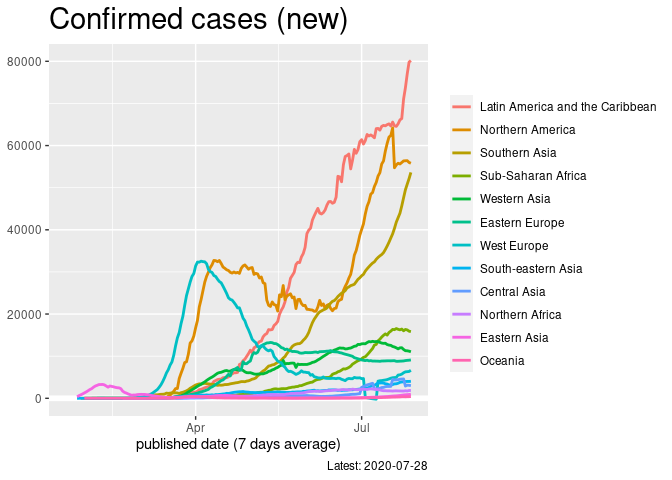 Confirmed cases (new)
80000
60000
40000
20000
0
Apr
Jul
published date (7 days average)
Latest: 2020-07-28
Latin America and the Caribbean
Northern America
Southern Asia
Sub-Saharan Africa
Western Asia
Eastern Europe
West Europe
South-eastern Asia
Central Asia
Northern Africa
Eastern Asia
Oceania